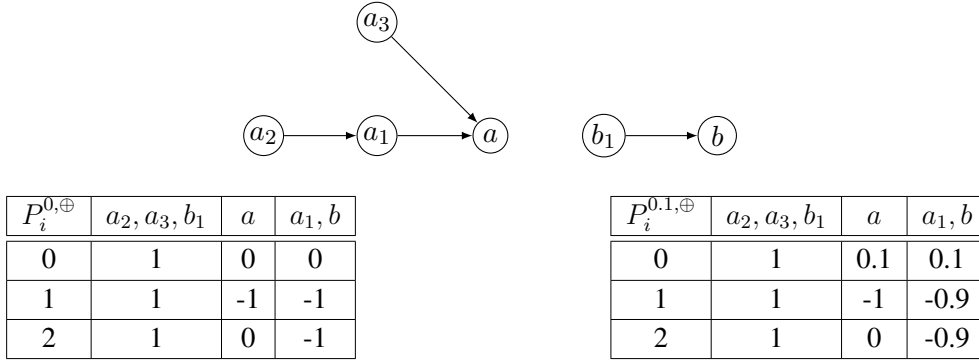 a₃
a₂ a₁ a b₁ b
Pᵢ^{0,⊕} a₂, a₃, b₁ a a₁, b
0 1 0 0
1 1 -1 -1
2 1 0 -1
Pᵢ^{0.1,⊕} a₂, a₃, b₁ a a₁, b
0 1 0.1 0.1
1 1 -1 -0.9
2 1 0 -0.9